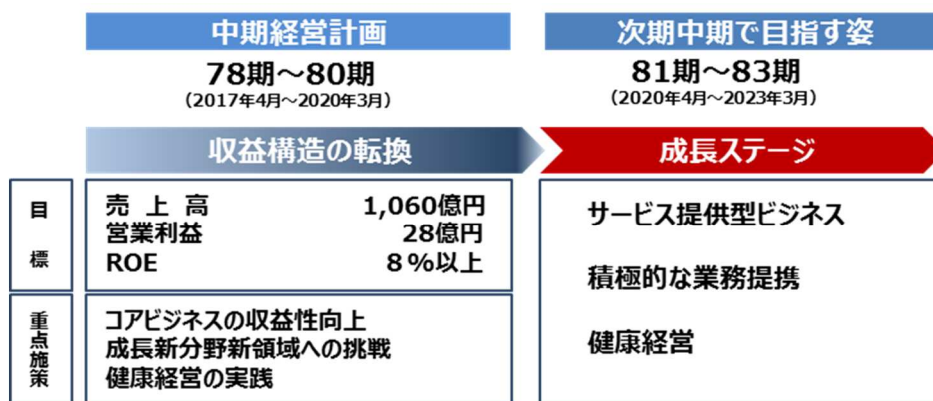 中期経営計画
78期～80期
（2017年4月～2020年3月）
収益構造の転換
次期中期で目指す姿
81期～83期
（2020年4月～2023年3月）
成長ステージ
目標
売上高 1,060億円
営業利益 28億円
ROE 8％以上
重点施策
コアビジネスの収益性向上
成長新分野新領域への挑戦
健康経営の実践
サービス提供型ビジネス
積極的な業務提携
健康経営